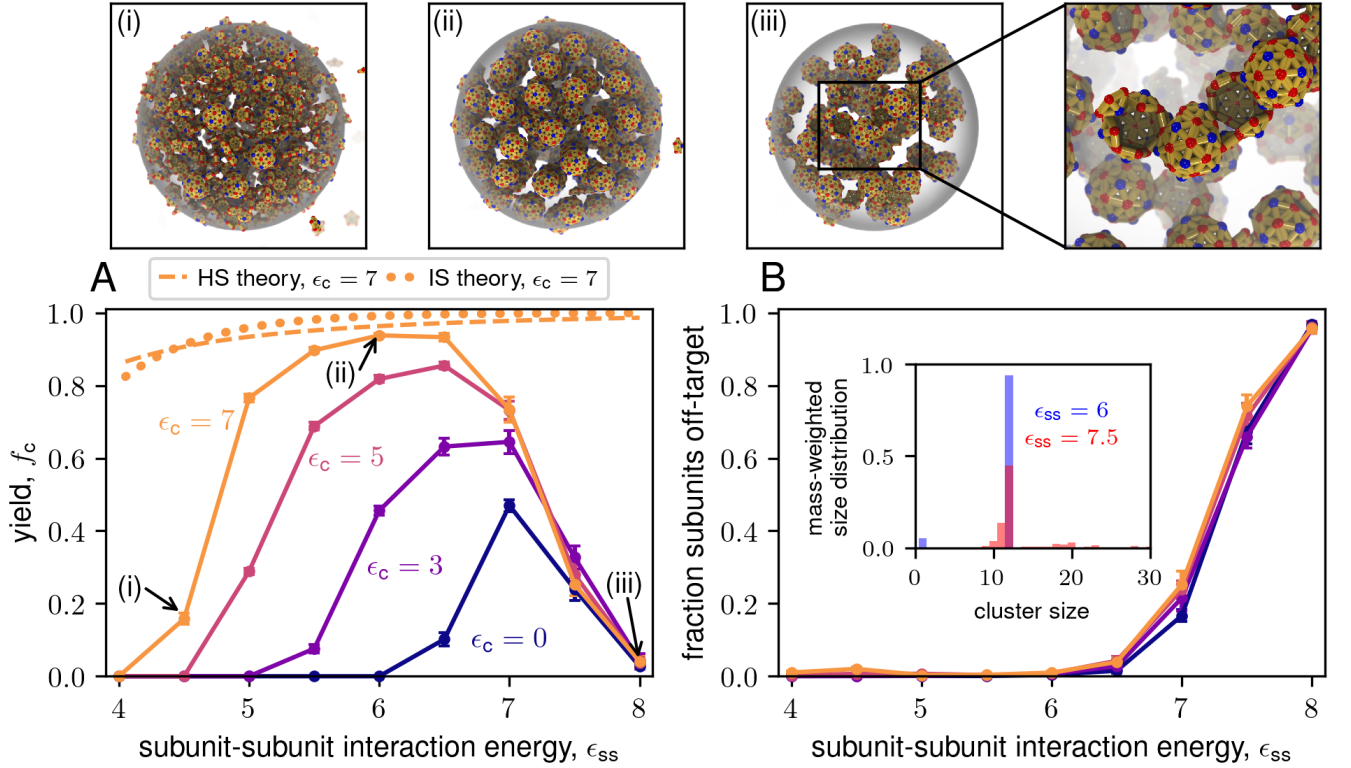 (i)
(ii)
(iii)
A
HS theory, ϵc = 7
IS theory, ϵc = 7
B
yield, fc
1.0
0.8
0.6
0.4
0.2
0.0
4
5
6
7
8
subunit-subunit interaction energy, ϵss
ϵc = 7
ϵc = 5
ϵc = 3
ϵc = 0
(i)
(ii)
(iii)
fraction subunits off-target
1.0
0.8
0.6
0.4
0.2
0.0
4
5
6
7
8
subunit-subunit interaction energy, ϵss
mass-weighted
size distribution
1.0
0.5
0.0
0
10
20
30
cluster size
ϵss = 6
ϵss = 7.5